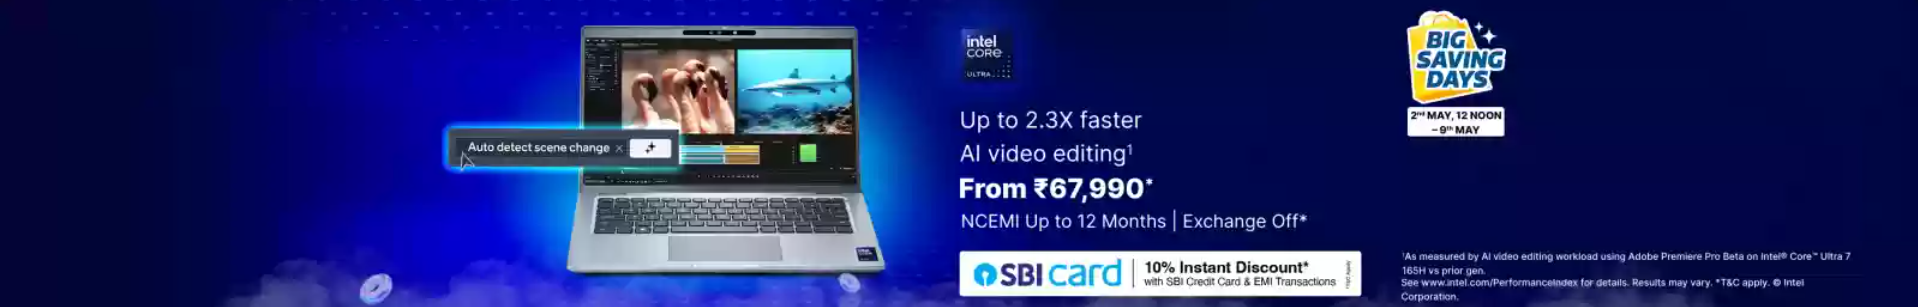 intel
CORE
ULTRA
Auto detect scene change ×
Up to 2.3X faster
AI video editing¹
From ₹67,990*
NCEMI Up to 12 Months | Exchange Off*
SBI card
10% Instant Discount*
with SBI Credit Card & EMI Transactions
BIG
SAVING
DAYS
2ⁿᵈ MAY, 12 NOON
– 9ᵗʰ MAY
¹As measured by AI video editing workload using Adobe Premiere Pro Beta on Intel® Core™ Ultra 7
165H vs prior gen.
See www.intel.com/PerformanceIndex for details. Results may vary. *T&C apply. © Intel
Corporation.